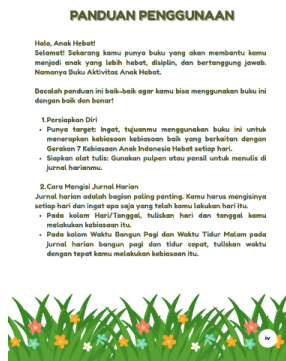 PANDUAN PENGGUNAAN
Halo, Anak Hebat!
Selamat! Sekarang kamu punya buku yang akan membantu kamu
menjadi anak yang lebih hebat, disiplin, dan bertanggung jawab.
Namanya Buku Aktivitas Anak Hebat.
Bacalah panduan ini baik-baik agar kamu bisa menggunakan buku ini
dengan baik dan benar!
1.Persiapkan Diri
• Punya target: Ingat, tujuanmu menggunakan buku ini untuk
menerapkan kebiasaan kebiasaan baik yang berkaitan dengan
Gerakan 7 Kebiasaan Anak Indonesia Hebat setiap hari.
• Siapkan alat tulis: Gunakan pulpen atau pensil untuk menulis di
jurnal harianmu.
2.Cara Mengisi Jurnal Harian
Jurnal harian adalah bagian paling penting. Kamu harus mengisinya
setiap hari dan ingat apa saja yang telah kamu lakukan hari itu.
• Pada kolom Hari/Tanggal, tuliskan hari dan tanggal kamu
melakukan kebiasaan itu.
• Pada kolom Waktu Bangun Pagi dan Waktu Tidur Malam pada
jurnal harian bangun pagi dan tidur cepat, tuliskan waktu
dengan tepat kamu melakukan kebiasaan itu.
iv